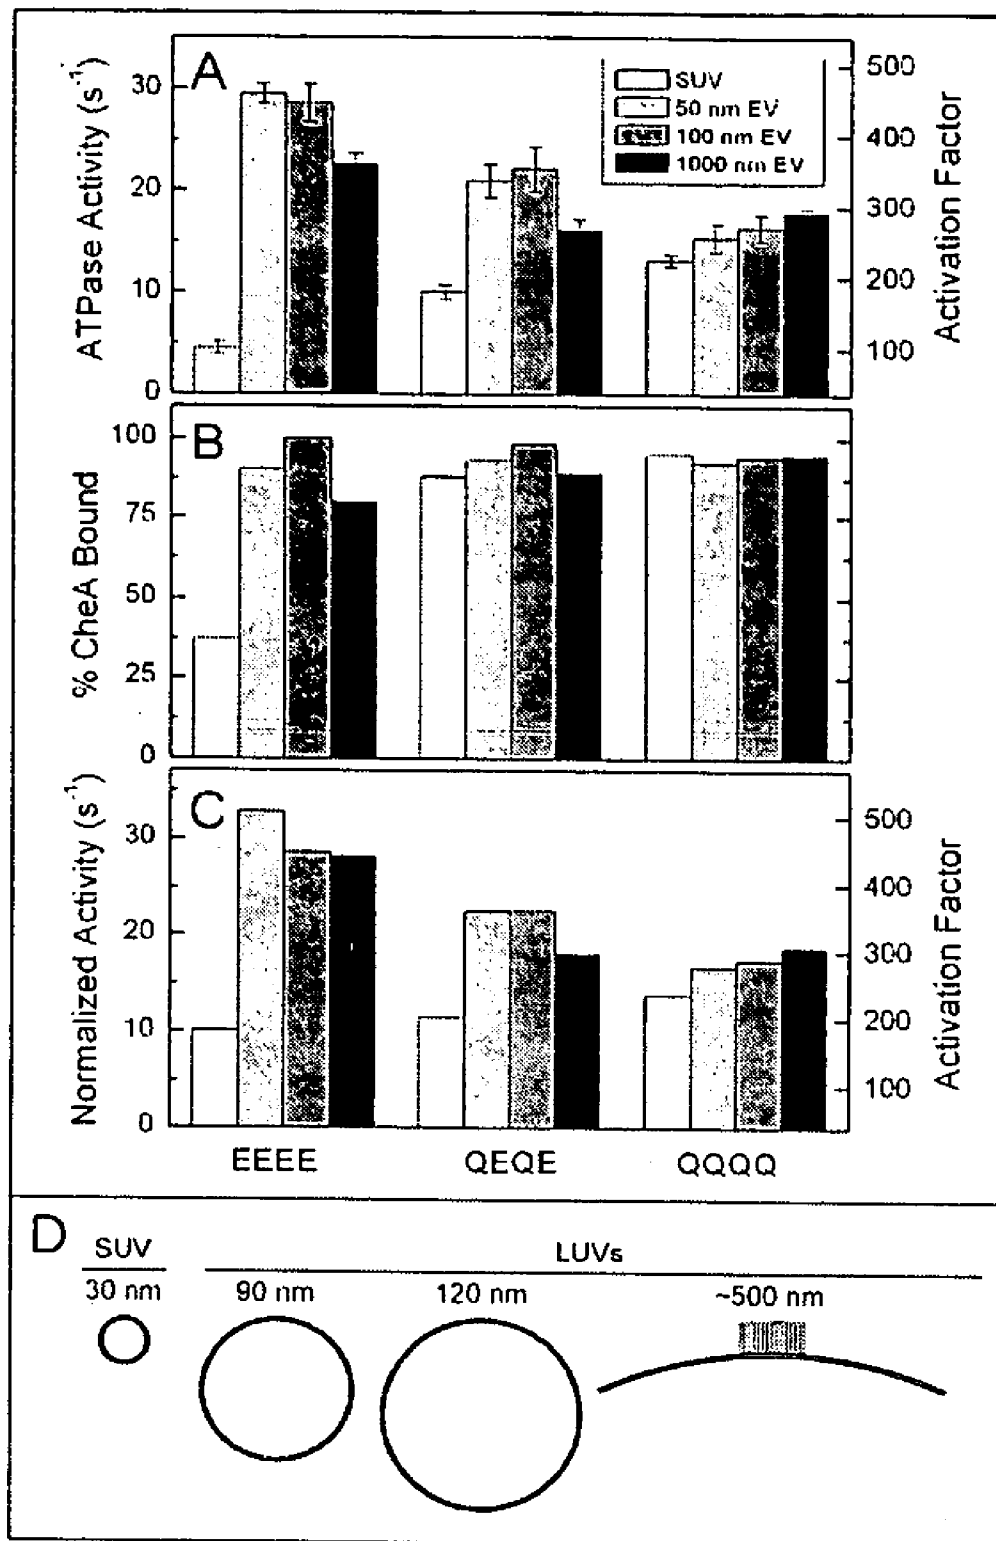 A
ATPase Activity (s⁻¹)
30
20
10
0
SUV
50 nm EV
100 nm EV
1000 nm EV
500
400
300
200
100
Activation Factor
B
% CheA Bound
100
75
50
25
0
C
Normalized Activity (s⁻¹)
30
20
10
0
500
400
300
200
100
Activation Factor
EEEE QEQE QQQQ
D
SUV LUVs
30 nm 90 nm 120 nm ~500 nm